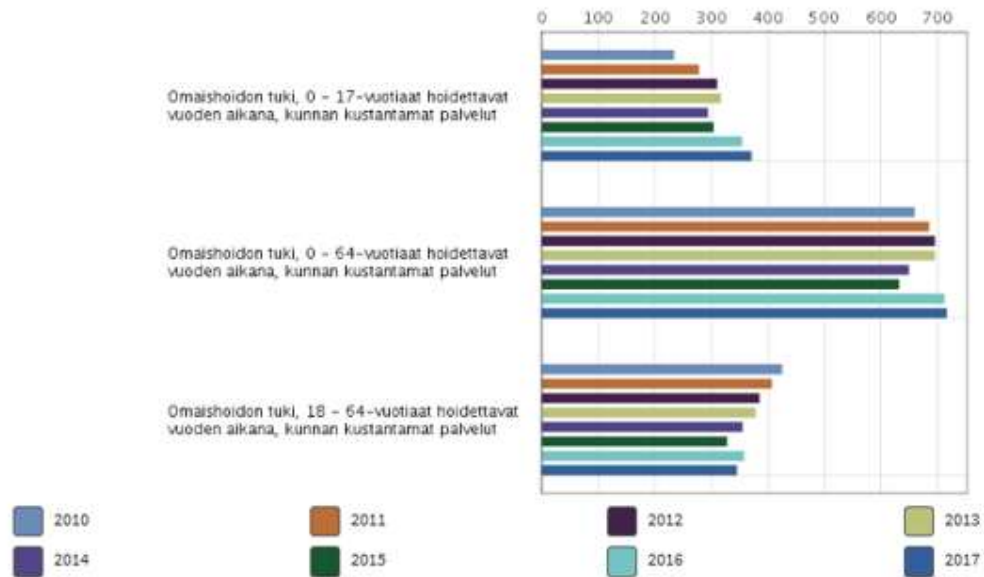 0 100 200 300 400 500 600 700
Omaishoidon tuki, 0 - 17-vuotiaat hoidettavat
vuoden aikana, kunnan kustantamat palvelut
Omaishoidon tuki, 0 - 64-vuotiaat hoidettavat
vuoden aikana, kunnan kustantamat palvelut
Omaishoidon tuki, 18 - 64-vuotiaat hoidettavat
vuoden aikana, kunnan kustantamat palvelut
2010 2011 2012 2013
2014 2015 2016 2017